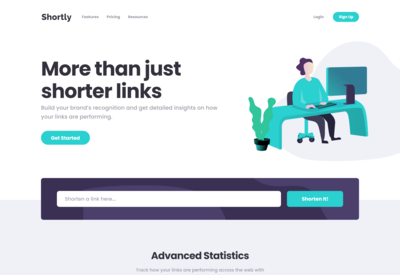 Shortly
Features
Pricing
Resources
Login
Sign Up
More than just
shorter links
Build your brand's recognition and get detailed insights on how
your links are performing.
Get Started
Shorten a link here...
Shorten It!
Advanced Statistics
Track how your links are performing across the web with